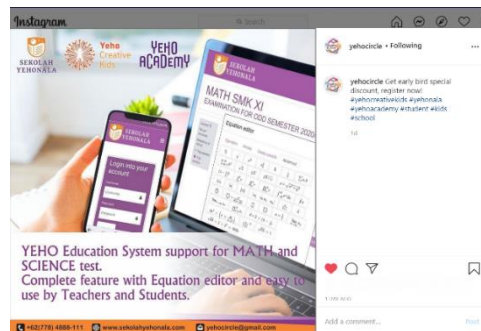 Instagram
Search
yehocircle • Following
SEKOLAH
YEHONALA
Yeho
Creative
Kids
YEHO
ACADEMY
yehocircle Get early bird special
discount, register now!
#yehocreativekids #yehonala
#yehoacademy #student #kids
#school
1d
MATH SMK XI
EXAMINATION FOR ODD SEMESTER 2020
Equation editor
SEKOLAH
YEHONALA
Login into your
account
YEHO Education System support for MATH and
SCIENCE test.
Complete feature with Equation editor and easy to
use by Teachers and Students.
+62(778) 4888-111 www.sekolahyehonala.com yehocircle@gmail.com
Add a comment...
Post